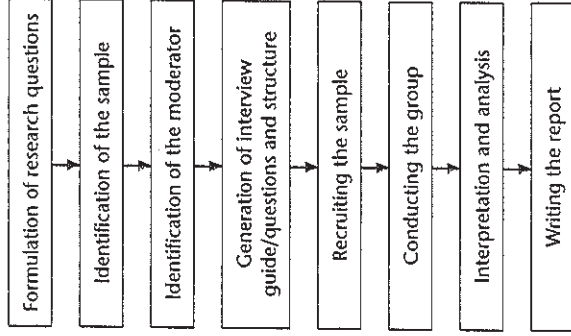 Formulation of research questions
Identification of the sample
Identification of the moderator
Generation of interview
guide/questions and structure
Recruiting the sample
Conducting the group
Interpretation and analysis
Writing the report